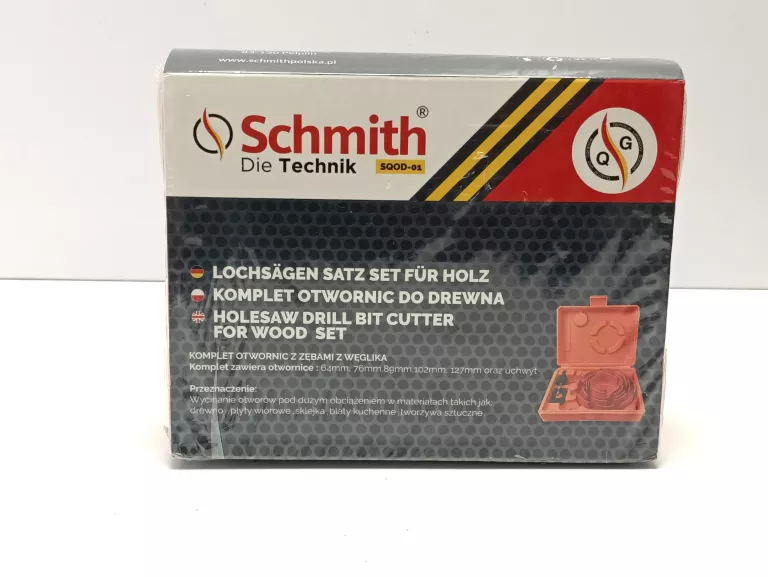 www.schmithpolska.pl
Schmith®
Die Technik
SQOD-01
Q G
LOCHSÄGEN SATZ SET FÜR HOLZ
KOMPLET OTWORNIC DO DREWNA
HOLESAW DRILL BIT CUTTER
FOR WOOD SET
KOMPLET OTWORNIC Z ZĘBAMI Z WĘGLIKA
Komplet zawiera otwornice : 64mm, 76mm,89mm,102mm, 127mm oraz uchwyt
Przeznaczenie:
Wycinanie otworów pod dużym obciążeniem w materiałach takich jak:
drewno , płyty wiórowe ,sklejka ,blaty kuchenne ,tworzywa sztuczne